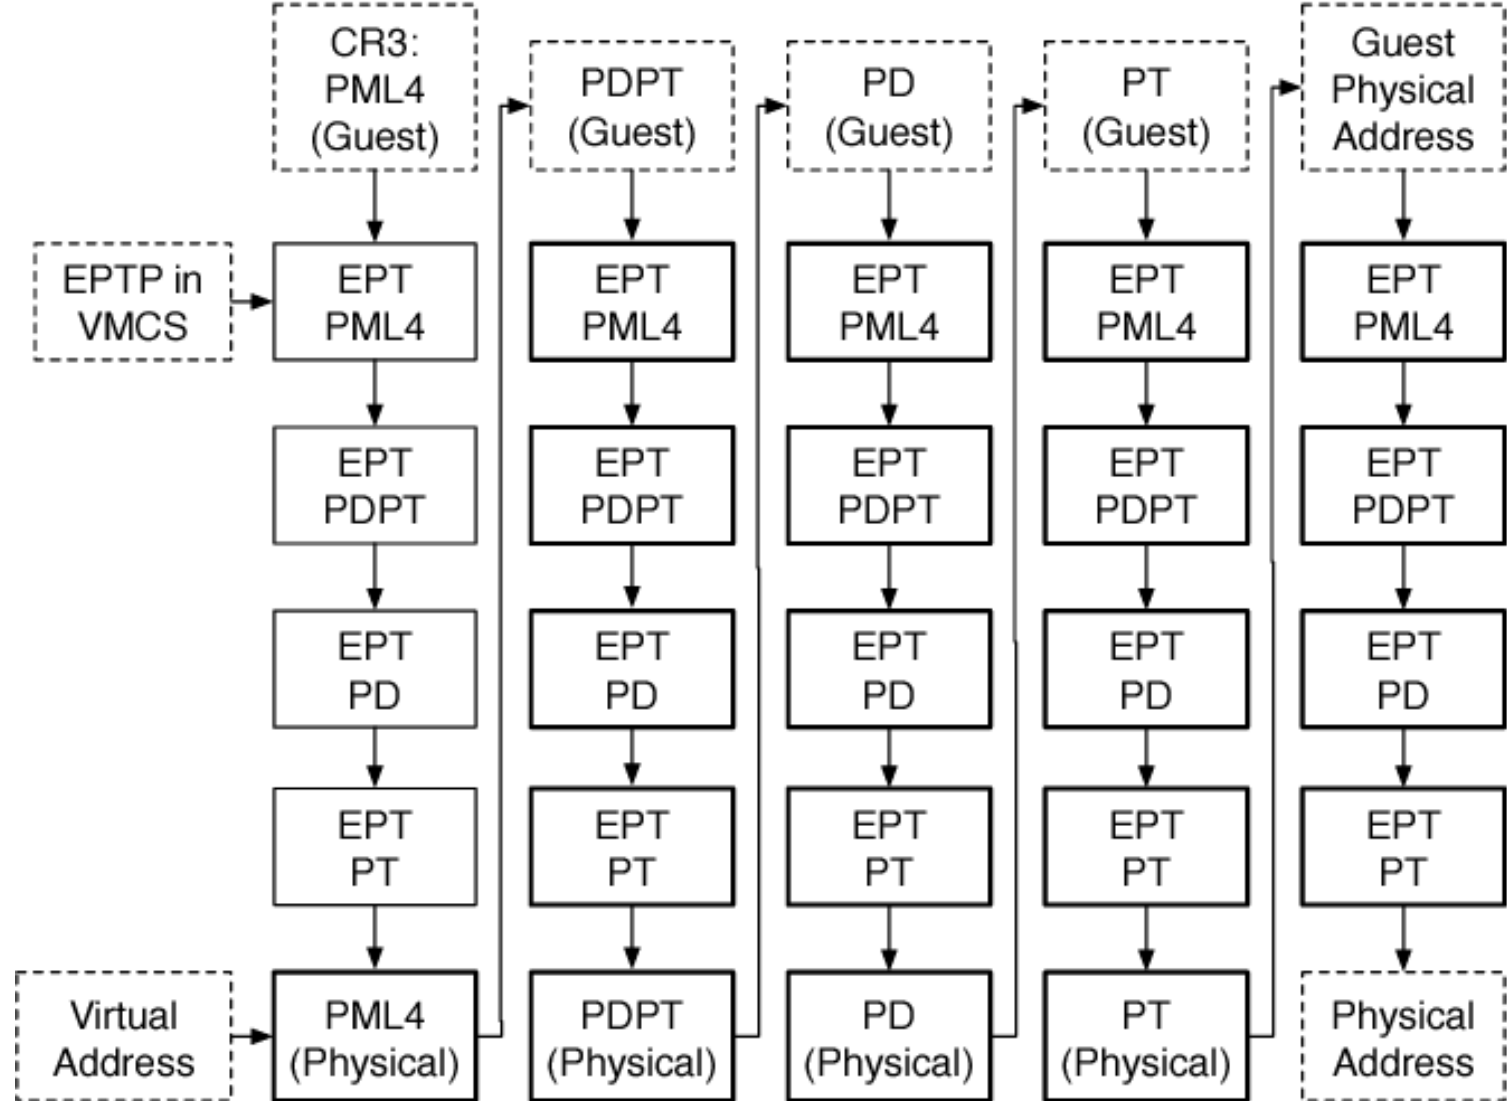 CR3:
PML4
(Guest)
PDPT
(Guest)
PD
(Guest)
PT
(Guest)
Guest
Physical
Address
EPTP in
VMCS
EPT
PML4
EPT
PML4
EPT
PML4
EPT
PML4
EPT
PML4
EPT
PDPT
EPT
PDPT
EPT
PDPT
EPT
PDPT
EPT
PDPT
EPT
PD
EPT
PD
EPT
PD
EPT
PD
EPT
PD
EPT
PT
EPT
PT
EPT
PT
EPT
PT
EPT
PT
Virtual
Address
PML4
(Physical)
PDPT
(Physical)
PD
(Physical)
PT
(Physical)
Physical
Address